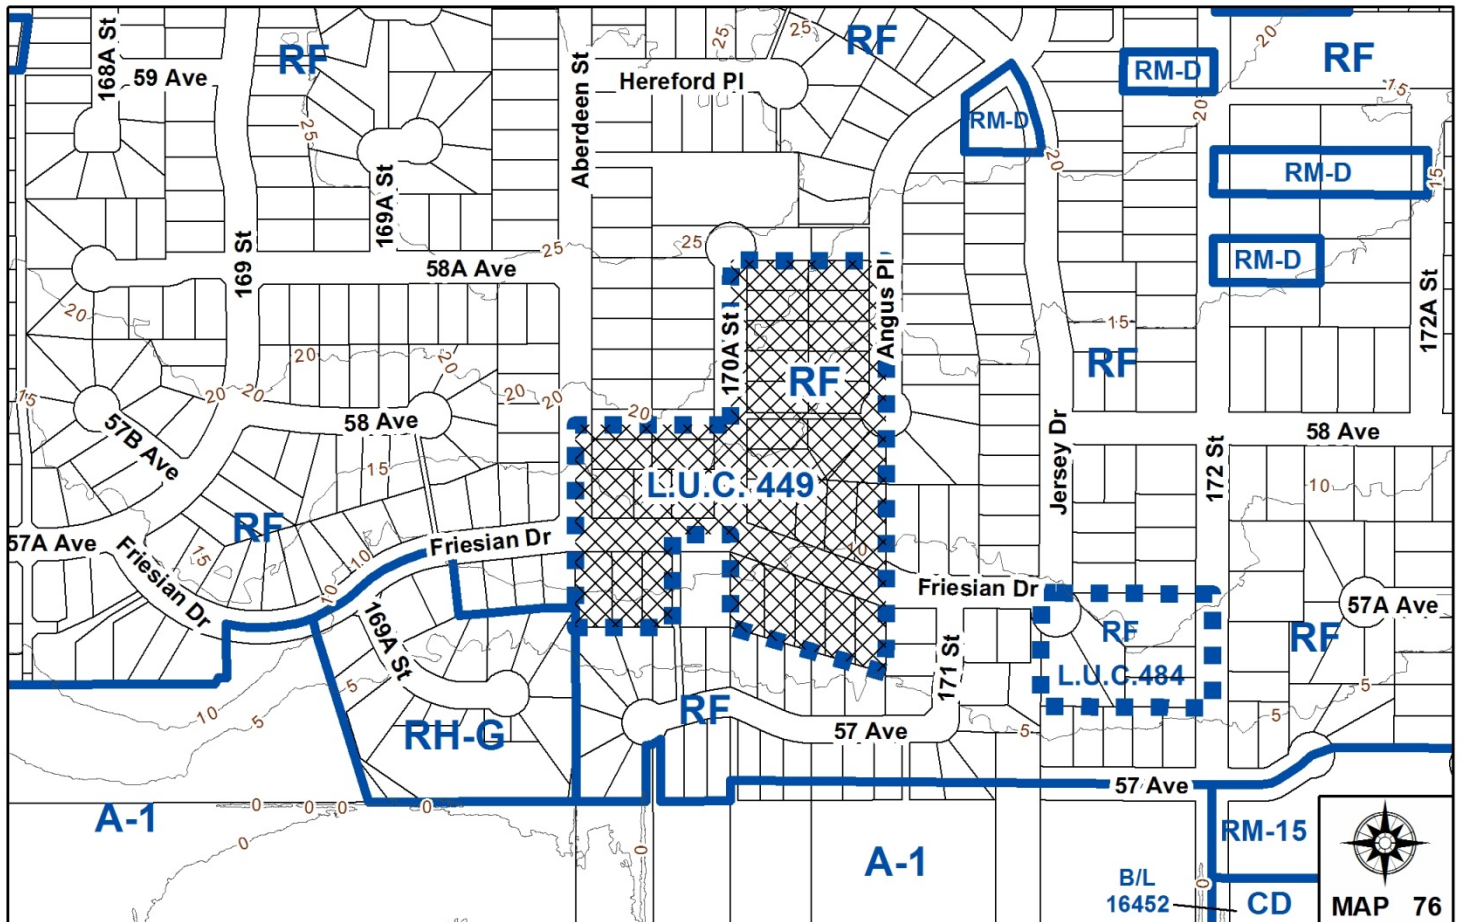 168A St
59 Ave
RF
25
169A St
169 St
Aberdeen St
Hereford Pl
25
25
RF
RM-D
20
RM-D
20
20
RF
15
RM-D
15
RM-D
172A St
58A Ave
25
25
170A St
Angus Pl
RF
15
RF
20
20
20
20
20
20
20
20
15
57B Ave
58 Ave
15
L.U.C. 449
Jersey Dr
172 St
58 Ave
10
57A Ave
Friesian Dr
RF
15
10
10
Friesian Dr
10
Friesian Dr
57A Ave
RF
RF
L.U.C.484
169A St
5
171 St
5
5
5
10
5
RH-G
RF
57 Ave
57 Ave
A-1
0
0
0
0
0
0
A-1
0
RM-15
B/L
16452
CD
MAP 76